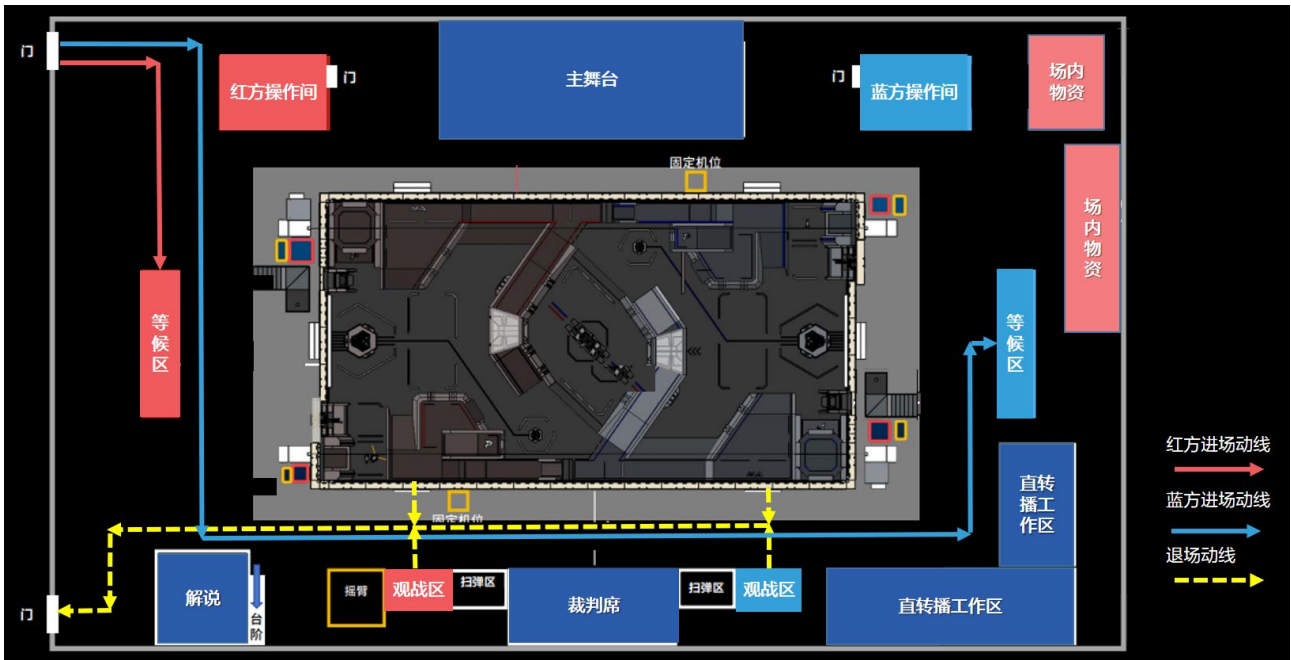 门
红方操作间
门
主舞台
门
蓝方操作间
场内
物资
固定机位
场
内
物
资
等
候
区
等
候
区
红方进场动线
蓝方进场动线
退场动线
直转
播工
作区
固定机位
门
解说
台
阶
摇臂
观战区
扫弹区
裁判席
扫弹区
观战区
直转播工作区